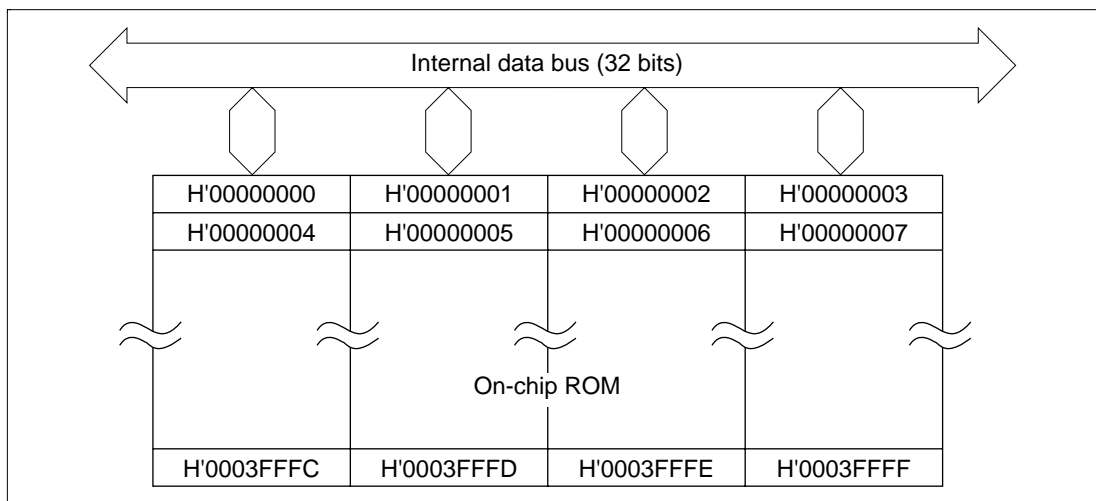 Internal data bus (32 bits)
H'00000000 H'00000001 H'00000002 H'00000003
H'00000004 H'00000005 H'00000006 H'00000007
On-chip ROM
H'0003FFFC H'0003FFFD H'0003FFFE H'0003FFFF